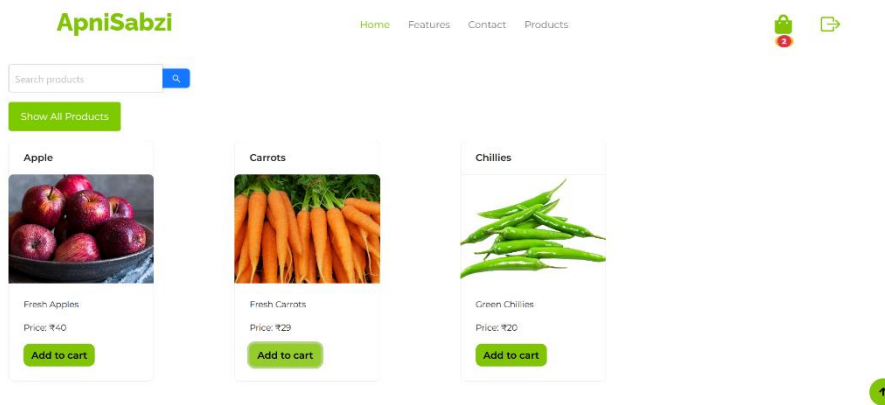 ApniSabzi
Home Features Contact Products
2
Search products
Show All Products
Apple
Carrots
Chillies
Fresh Apples
Fresh Carrots
Green Chillies
Price: ₹40
Price: ₹29
Price: ₹20
Add to cart
Add to cart
Add to cart